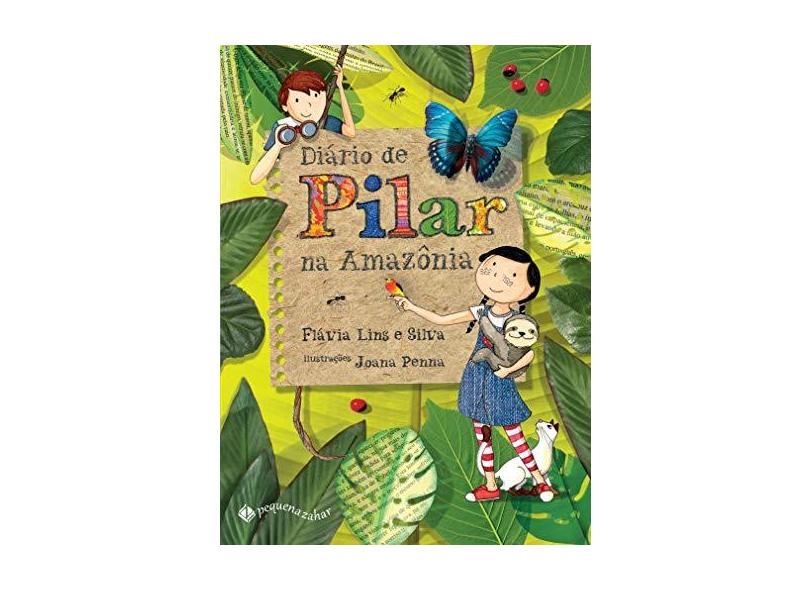 Diário de
Pilar
na Amazônia
Flávia Lins e Silva
ilustrações Joana Penna
pequenazahar